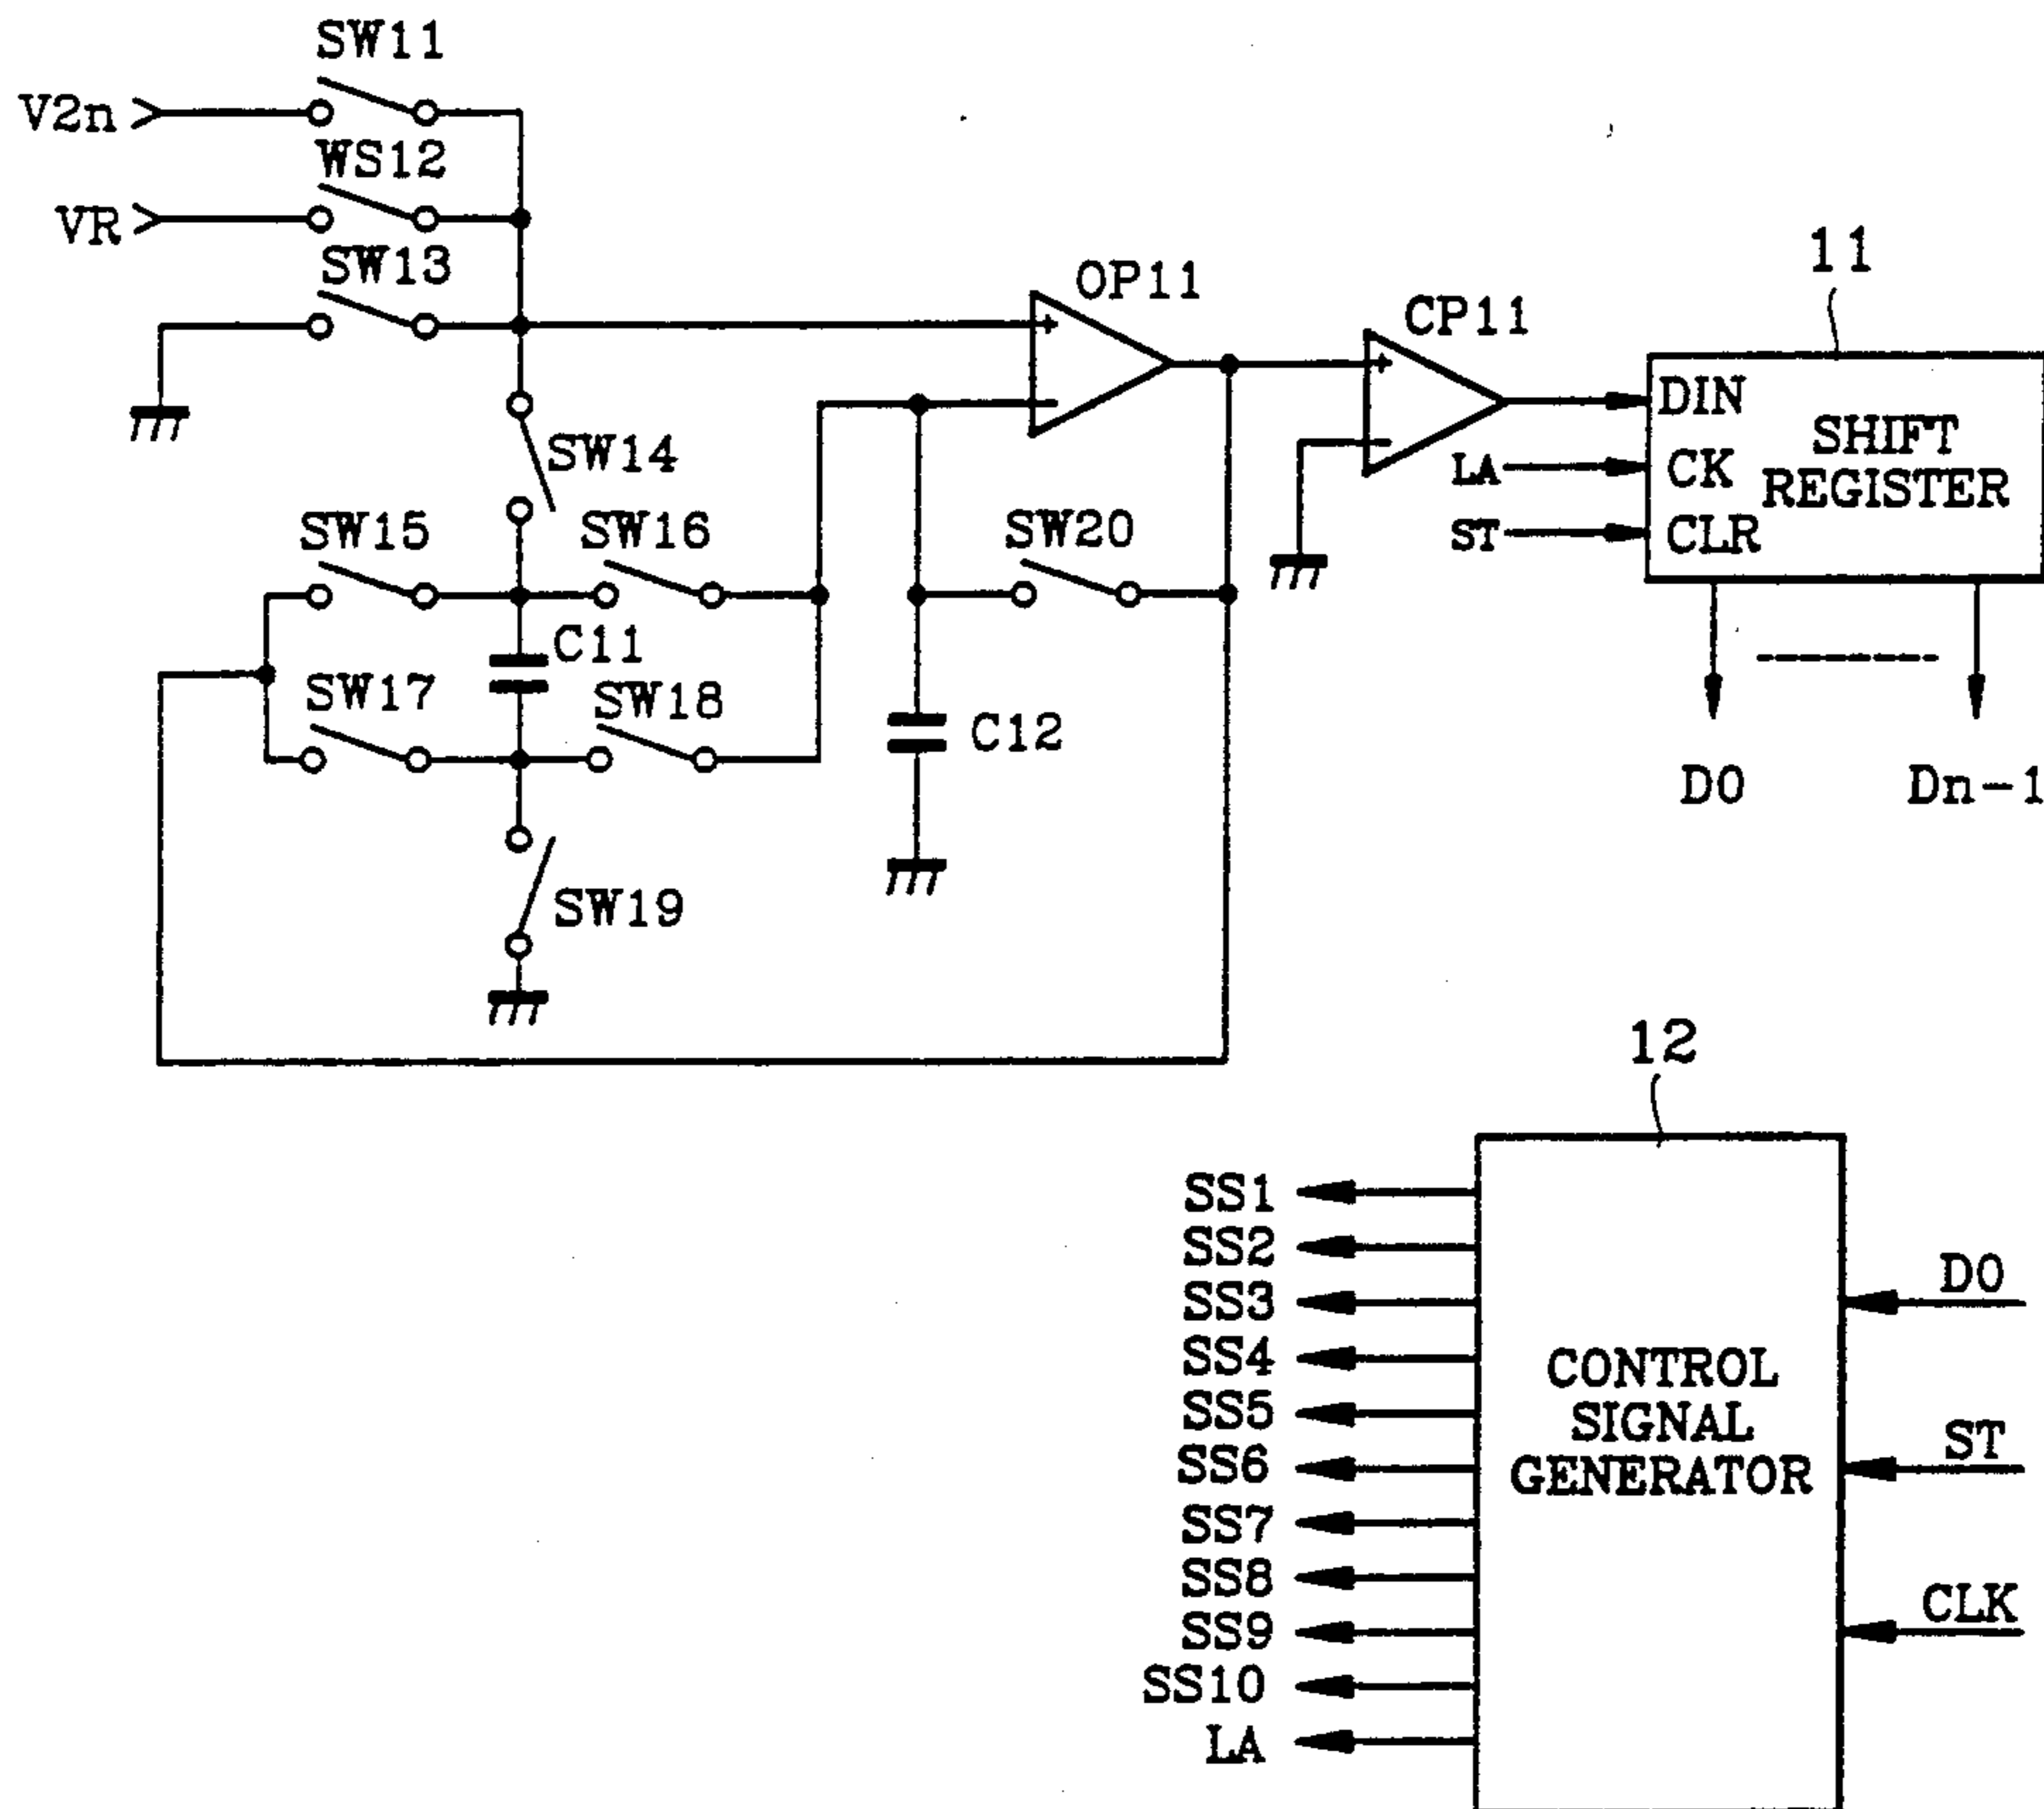 SW11
V2n
WS12
VR
SW13
OP11
CP11
11
+
+
-
-
DIN
SHIFT
REGISTER
LA
CK
ST
CLR
SW14
SW15
SW16
SW20
C11
SW17
SW18
C12
D0
Dn-1
SW19
12
SS1
SS2
SS3
SS4
SS5
SS6
SS7
SS8
SS9
SS10
LA
CONTROL
SIGNAL
GENERATOR
D0
ST
CLK